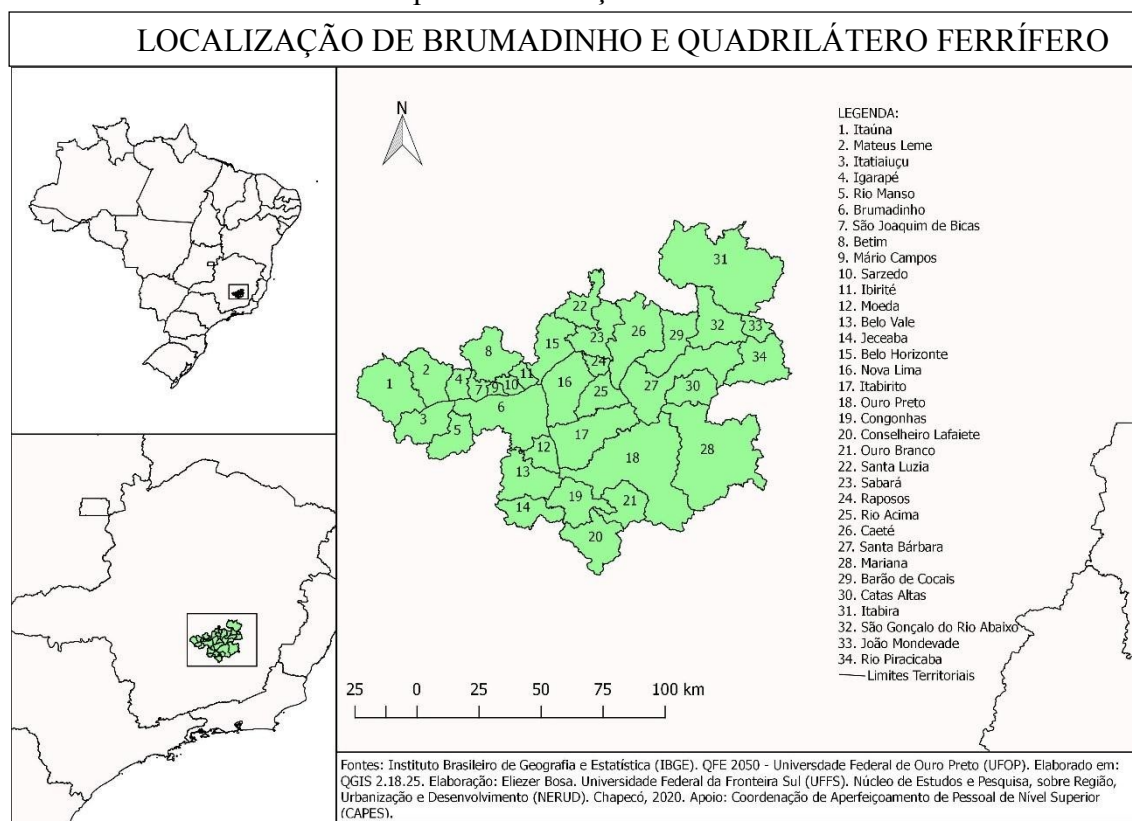 LOCALIZAÇÃO DE BRUMADINHO E QUADRILÁTERO FERRÍFERO
N
LEGENDA:
1. Itaúna
2. Mateus Leme
3. Itatiaiuçu
4. Igarapé
5. Rio Manso
6. Brumadinho
7. São Joaquim de Bicas
8. Betim
9. Mário Campos
10. Sarzedo
11. Ibirité
12. Moeda
13. Belo Vale
14. Jeceaba
15. Belo Horizonte
16. Nova Lima
17. Itabirito
18. Ouro Preto
19. Congonhas
20. Conselheiro Lafaiete
21. Ouro Branco
22. Santa Luzia
23. Sabará
24. Raposos
25. Rio Acima
26. Caeté
27. Santa Bárbara
28. Mariana
29. Barão de Cocais
30. Catas Altas
31. Itabira
32. São Gonçalo do Rio Abaixo
33. João Mondevade
34. Rio Piracicaba
Limites Territoriais
31
22
26
29
32
33
23
15
34
8
24
2
11
1
4
7
9
10
16
25
27
30
6
3
5
17
12
18
28
13
19
21
14
20
25 0 25 50 75 100 km
Fontes: Instituto Brasileiro de Geografia e Estatística (IBGE). QFE 2050 - Universdade Federal de Ouro Preto (UFOP). Elaborado em:
QGIS 2.18.25. Elaboração: Eliezer Bosa. Universidade Federal da Fronteira Sul (UFFS). Núcleo de Estudos e Pesquisa, sobre Região,
Urbanização e Desenvolvimento (NERUD). Chapecó, 2020. Apoio: Coordenação de Aperfeiçoamento de Pessoal de Nível Superior
(CAPES).